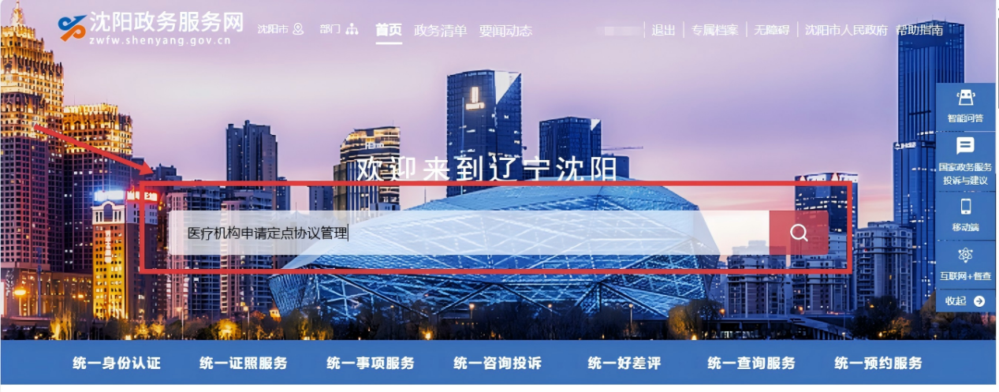 沈阳政务服务网
zwfw.shenyang.gov.cn
沈阳市 部门 首页 政务清单 要闻动态 退出 专属档案 无障碍 沈阳市人民政府 帮助指南
智能问答
国家政务服务
投诉与建议
移动端
互联网+督查
收起
欢迎来到辽宁沈阳
医疗机构申请定点协议管理
统一身份认证 统一证照服务 统一事项服务 统一咨询投诉 统一好差评 统一查询服务 统一预约服务